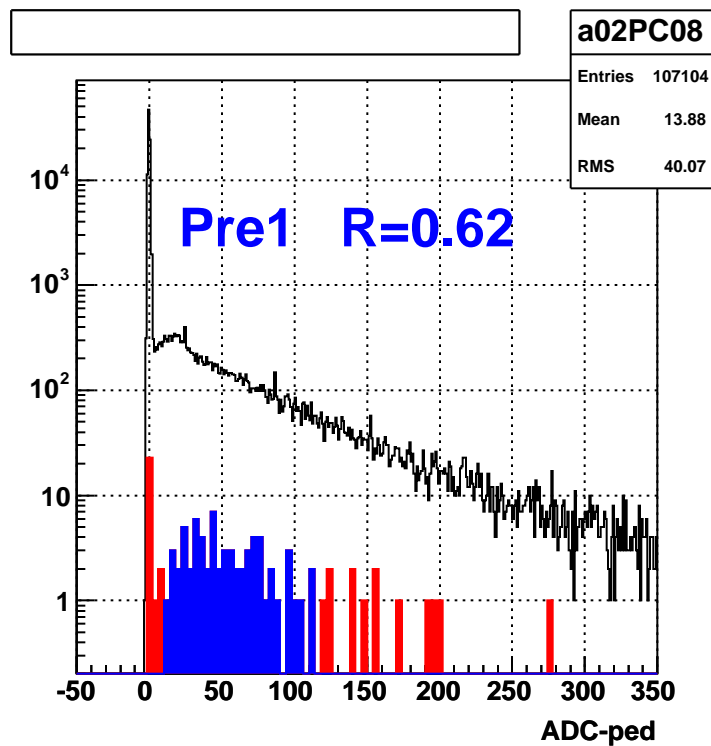 a02PC08
Entries 107104
Mean 13.88
RMS 40.07
Pre1 R=0.62
10^4
10^3
10^2
10
1
-50 0 50 100 150 200 250 300 350
ADC-ped